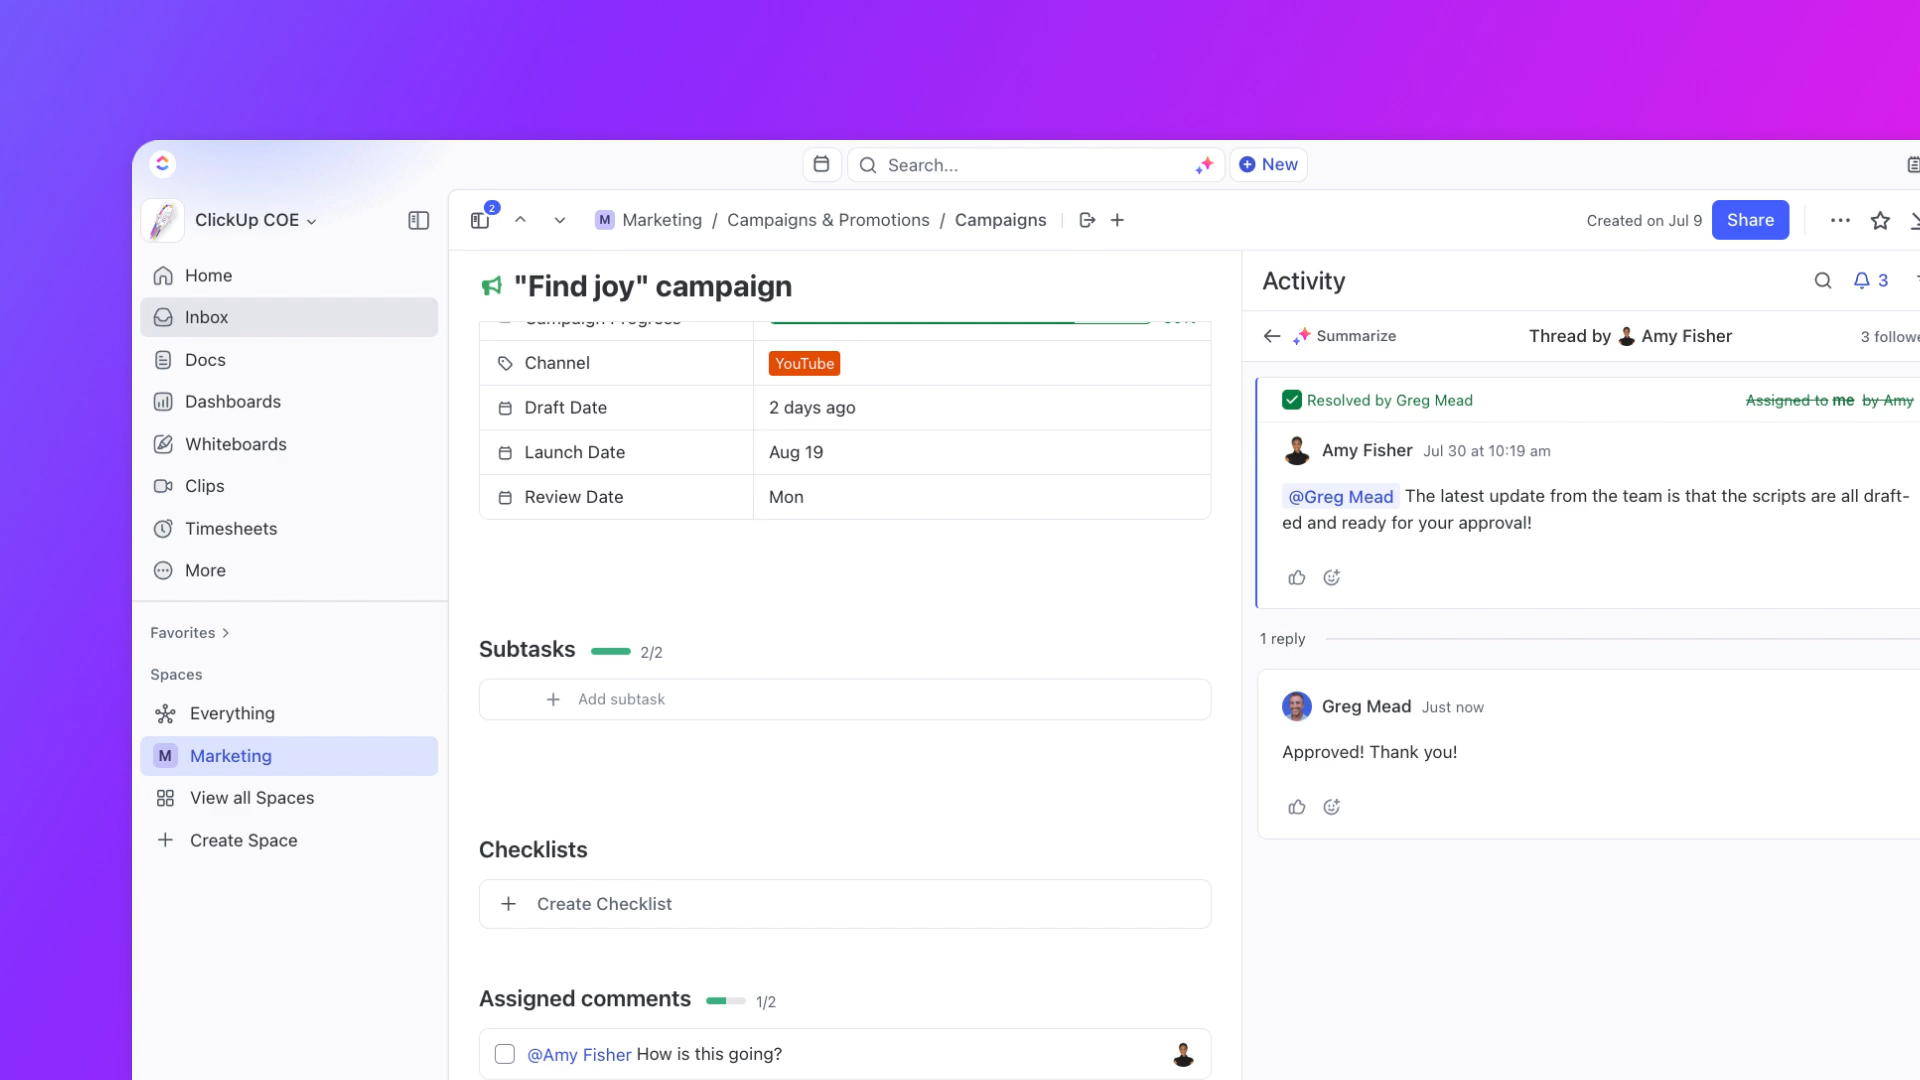 Search...
New
ClickUp COE
2
M Marketing / Campaigns & Promotions / Campaigns
Created on Jul 9
Share
Home
Inbox
Docs
Dashboards
Whiteboards
Clips
Timesheets
More
Favorites
Spaces
Everything
M Marketing
View all Spaces
Create Space
"Find joy" campaign
Campaign Progress
Channel
YouTube
Draft Date
2 days ago
Launch Date
Aug 19
Review Date
Mon
Subtasks 2/2
Add subtask
Checklists
Create Checklist
Assigned comments 1/2
@Amy Fisher How is this going?
Activity
3
Summarize
Thread by Amy Fisher
3 followe
Resolved by Greg Mead
Assigned to me by Amy
Amy Fisher Jul 30 at 10:19 am
@Greg Mead The latest update from the team is that the scripts are all draft-
ed and ready for your approval!
1 reply
Greg Mead Just now
Approved! Thank you!